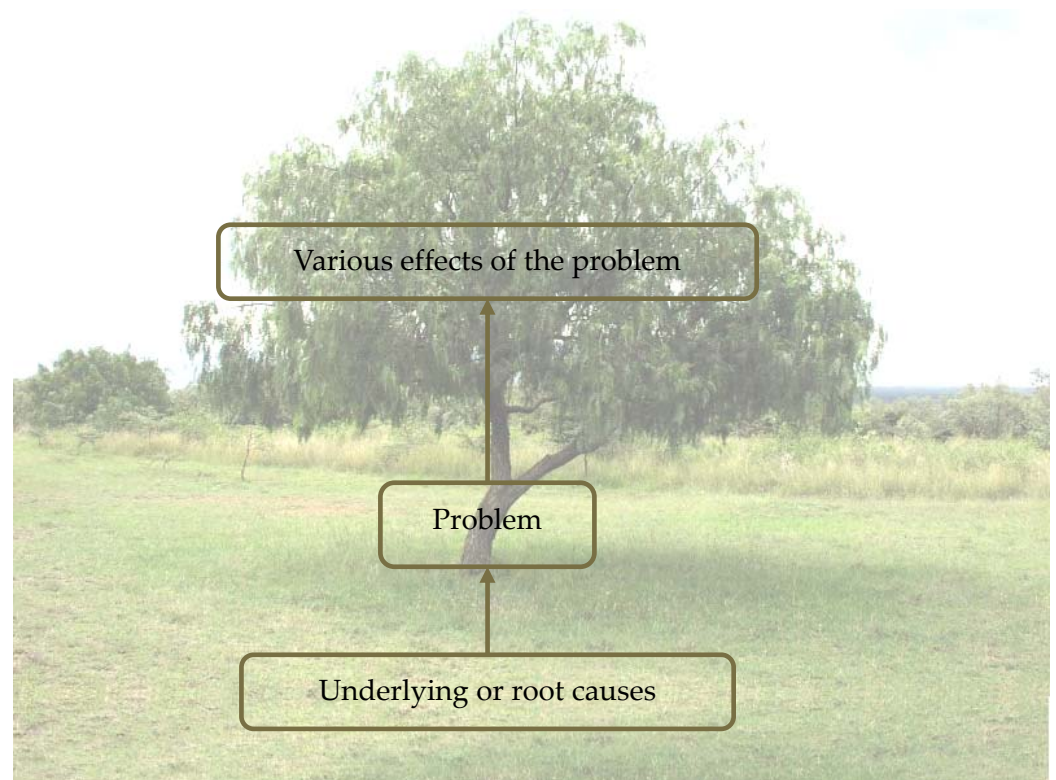 Various effects of the problem
Problem
Underlying or root causes